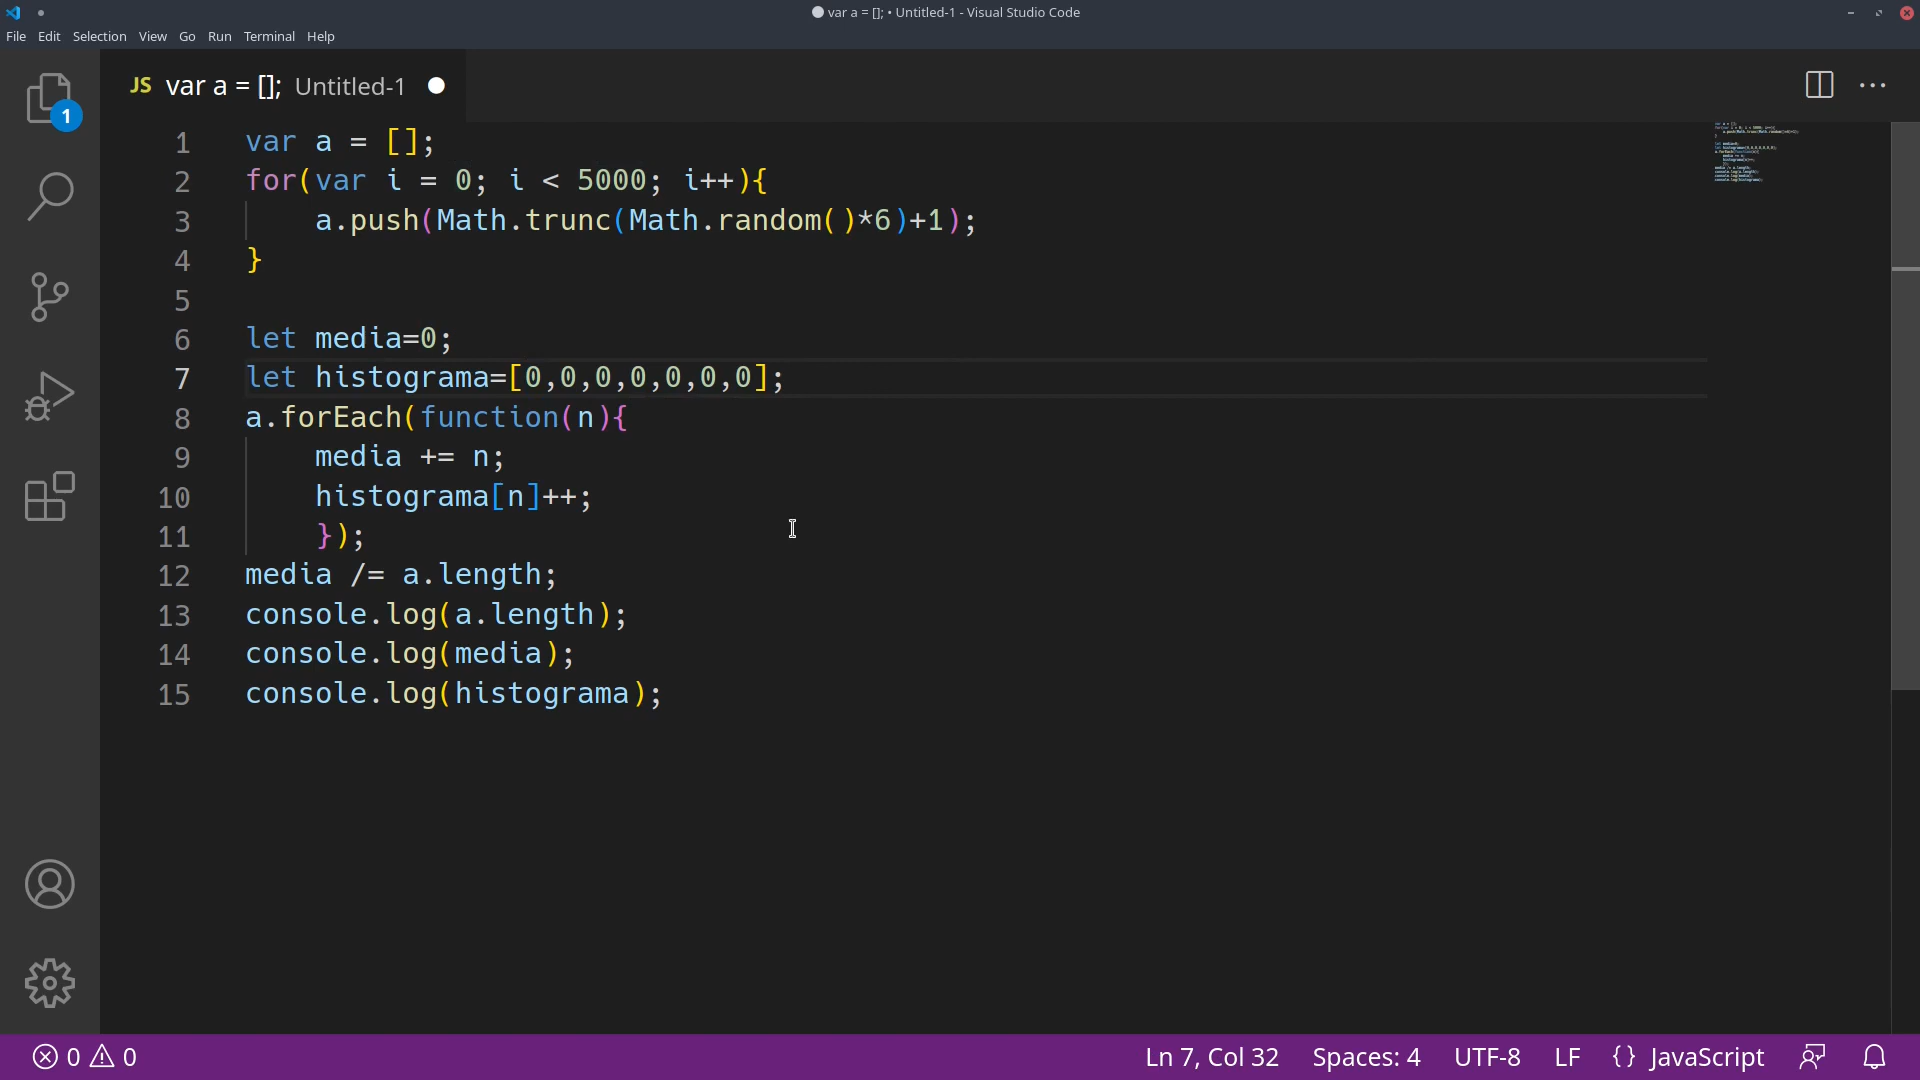 var a = []; • Untitled-1 - Visual Studio Code
File Edit Selection View Go Run Terminal Help
JS var a = []; Untitled-1
1
1 var a = [];
2 for(var i = 0; i < 5000; i++){
3     a.push(Math.trunc(Math.random()*6)+1);
4 }
5
6 let media=0;
7 let histograma=[0,0,0,0,0,0,0];
8 a.forEach(function(n){
9     media += n;
10     histograma[n]++;
11     });
12 media /= a.length;
13 console.log(a.length);
14 console.log(media);
15 console.log(histograma);
0 0 Ln 7, Col 32 Spaces: 4 UTF-8 LF {} JavaScript